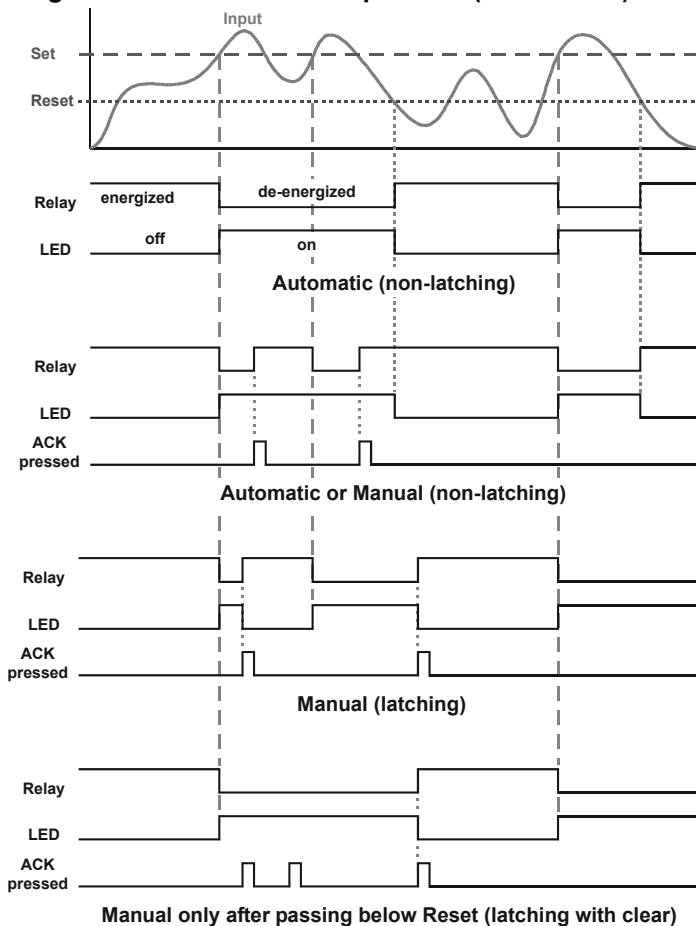 Input
Set
Reset
Relay energized de-energized
LED off on
Automatic (non-latching)
Relay
LED
ACK
pressed
Automatic or Manual (non-latching)
Relay
LED
ACK
pressed
Manual (latching)
Relay
LED
ACK
pressed
Manual only after passing below Reset (latching with clear)